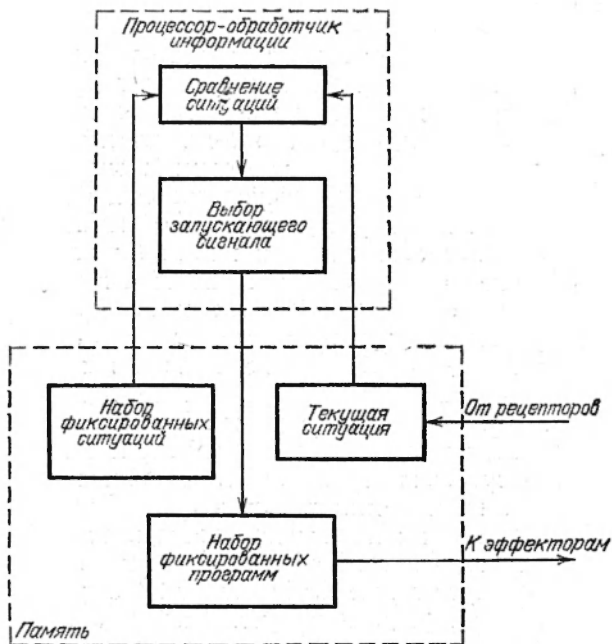 Процессор-обработчик
информации
Сравнение
ситуаций
Выбор
запускающего
сигнала
Набор
фиксированных
ситуаций
Текущая
ситуация
От рецепторов
Набор
фиксированных
программ
К эффекторам
Память